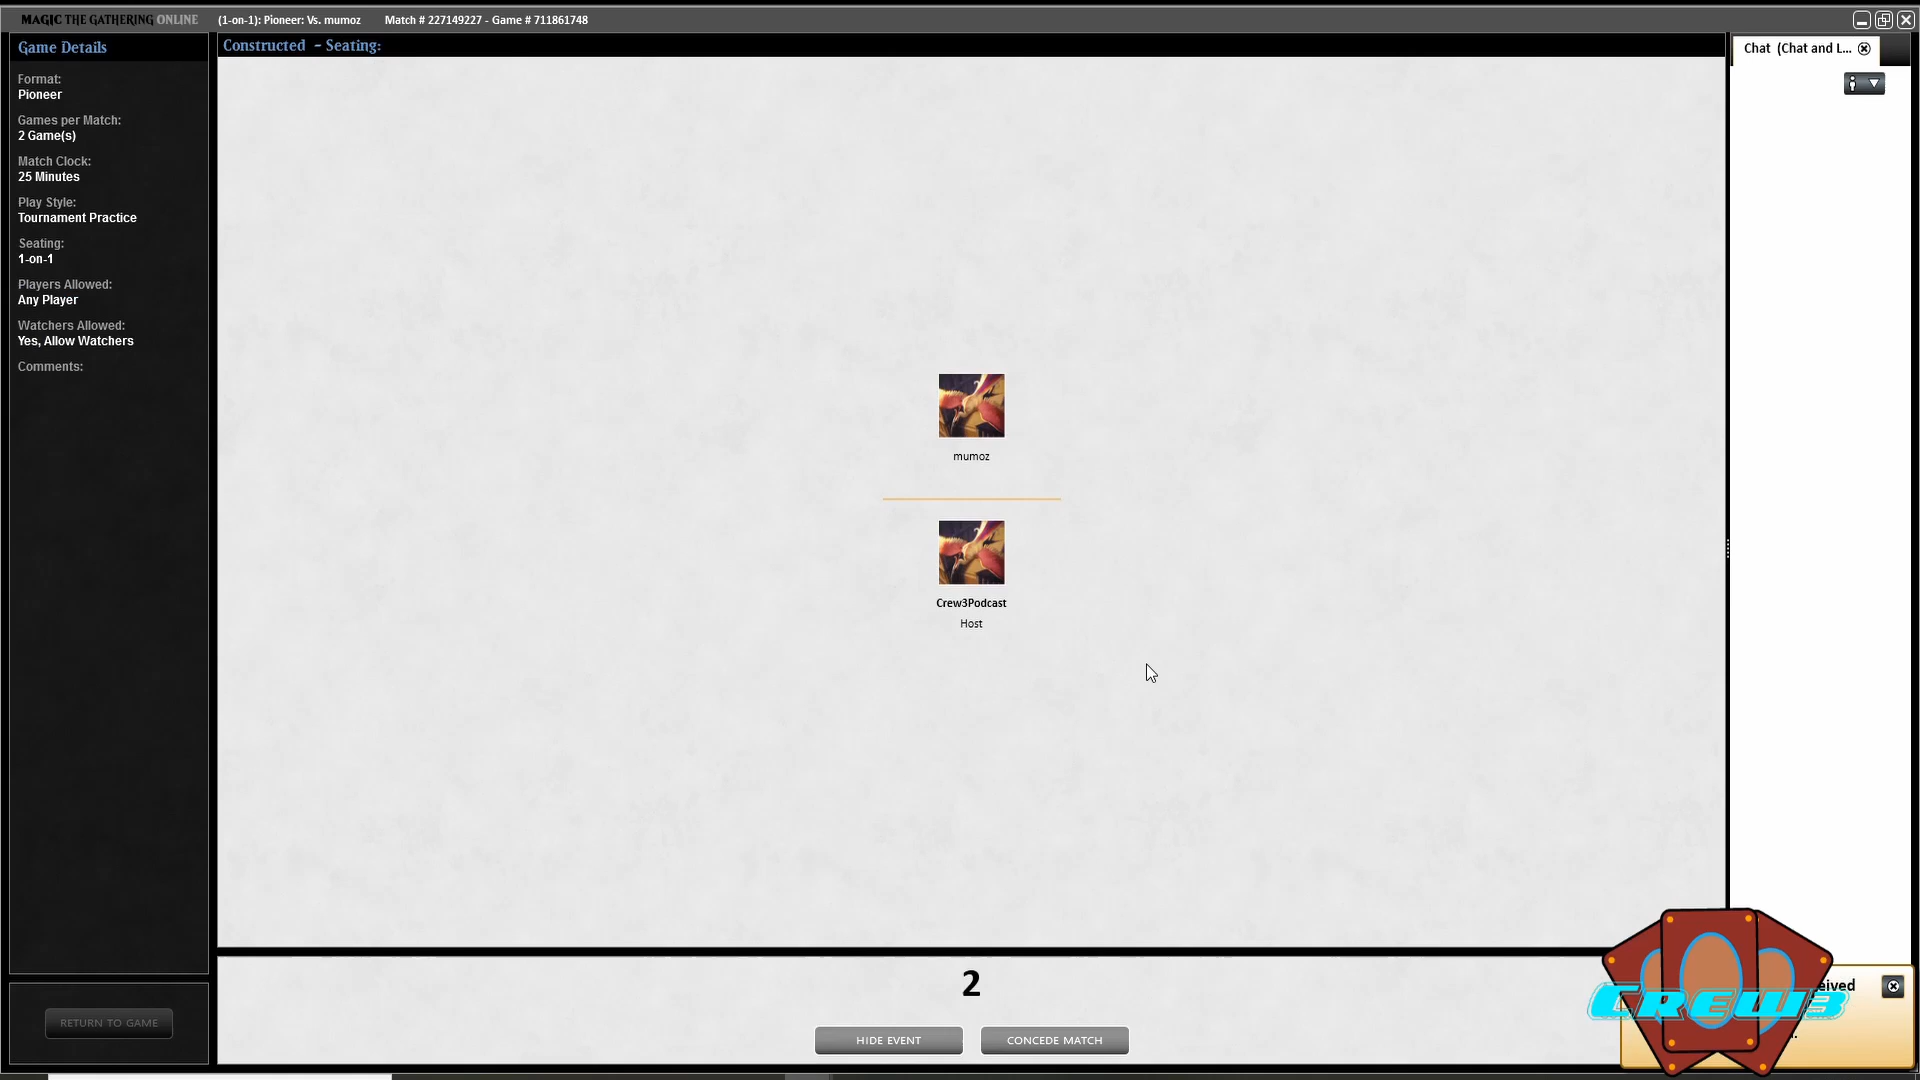 MAGIC THE GATHERING ONLINE
(1-on-1): Pioneer: Vs. mumoz
Match # 227149227 - Game # 711861748
Game Details
Format:
Pioneer
Games per Match:
2 Game(s)
Match Clock:
25 Minutes
Play Style:
Tournament Practice
Seating:
1-on-1
Players Allowed:
Any Player
Watchers Allowed:
Yes, Allow Watchers
Comments:
RETURN TO GAME
Constructed - Seating:
mumoz
Crew3Podcast
Host
2
HIDE EVENT
CONCEDE MATCH
Chat (Chat and L...
CREW3